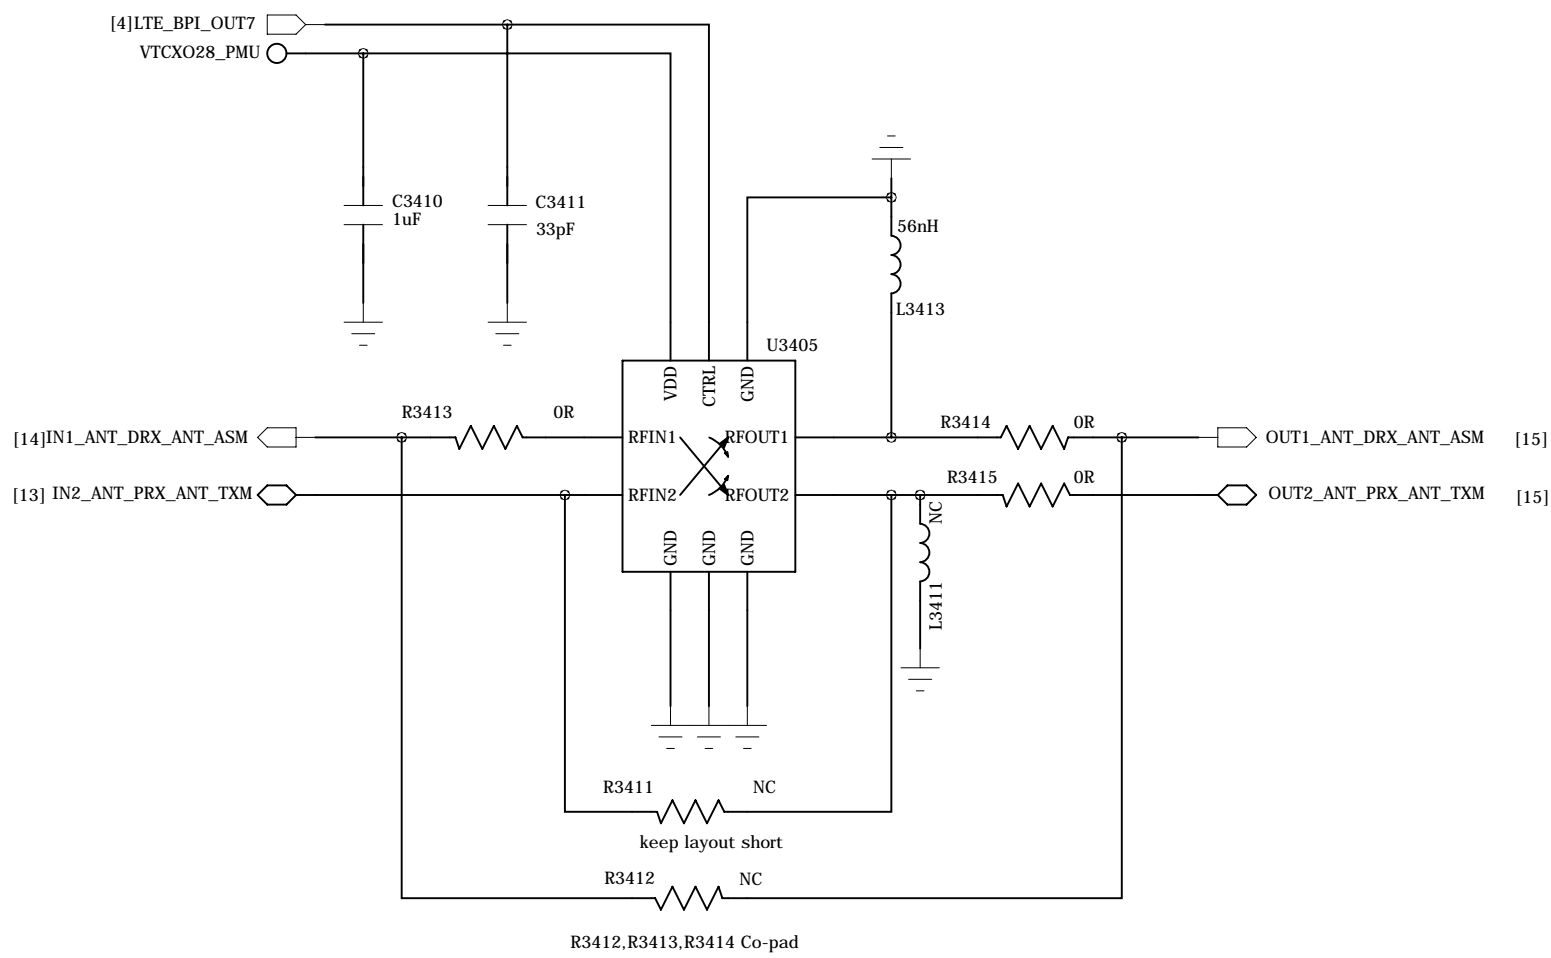 [4]LTE_BPI_OUT7
VTCXO28_PMU
C3410
1uF
C3411
33pF
56nH
L3413
U3405
VDD
CTRL
GND
R3413
0R
RFIN1
RFOUT1
R3414
0R
[14]IN1_ANT_DRX_ANT_ASM
OUT1_ANT_DRX_ANT_ASM
[15]
[13] IN2_ANT_PRX_ANT_TXM
RFIN2
RFOUT2
R3415
0R
OUT2_ANT_PRX_ANT_TXM
[15]
GND
GND
GND
NC
L3411
R3411
NC
keep layout short
R3412
NC
R3412,R3413,R3414 Co-pad